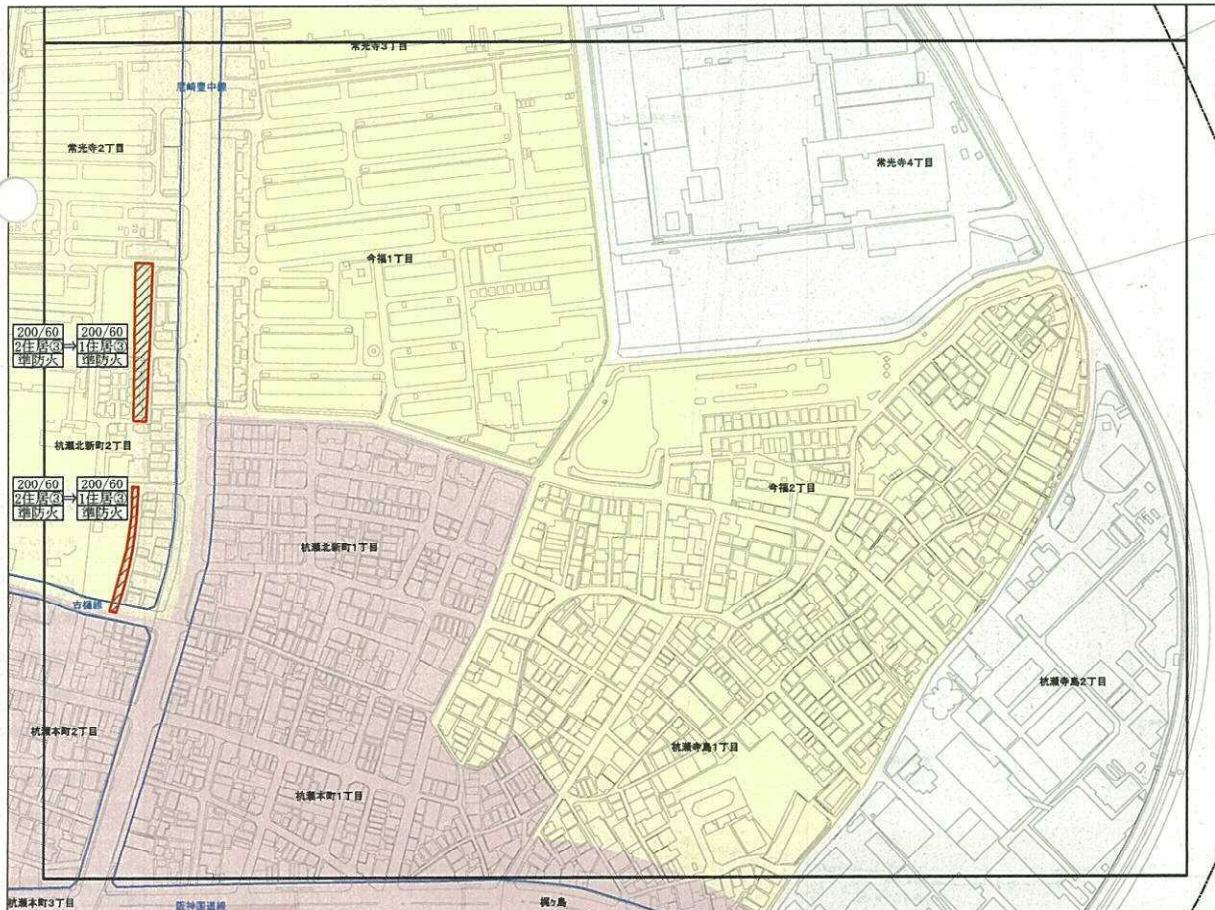 常光寺3丁目
尼崎豊中線
常光寺2丁目
常光寺4丁目
今福1丁目
200/60 200/60
2住居③⇒1住居③
準防火 準防火
杭瀬北新町2丁目
200/60 200/60
2住居③⇒1住居③
準防火 準防火
今福2丁目
杭瀬北新町1丁目
古樋線
杭瀬寺島2丁目
杭瀬本町2丁目
杭瀬寺島1丁目
杭瀬本町1丁目
杭瀬本町3丁目
阪神国道線
梶ヶ島